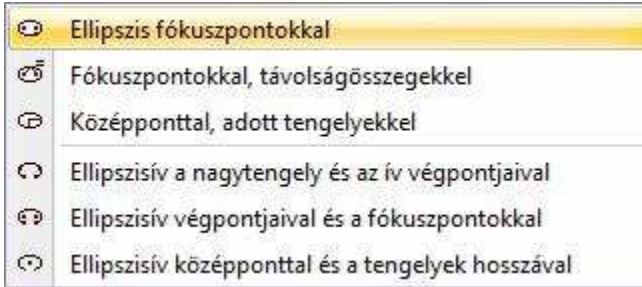 Ellipszis fókuszpontokkal
Fókuszpontokkal, távolságösszegekkel
Középponttal, adott tengelyekkel
Ellipszisív a nagytengely és az ív végpontjaival
Ellipszisív végpontjaival és a fókuszpontokkal
Ellipszisív középponttal és a tengelyek hosszával